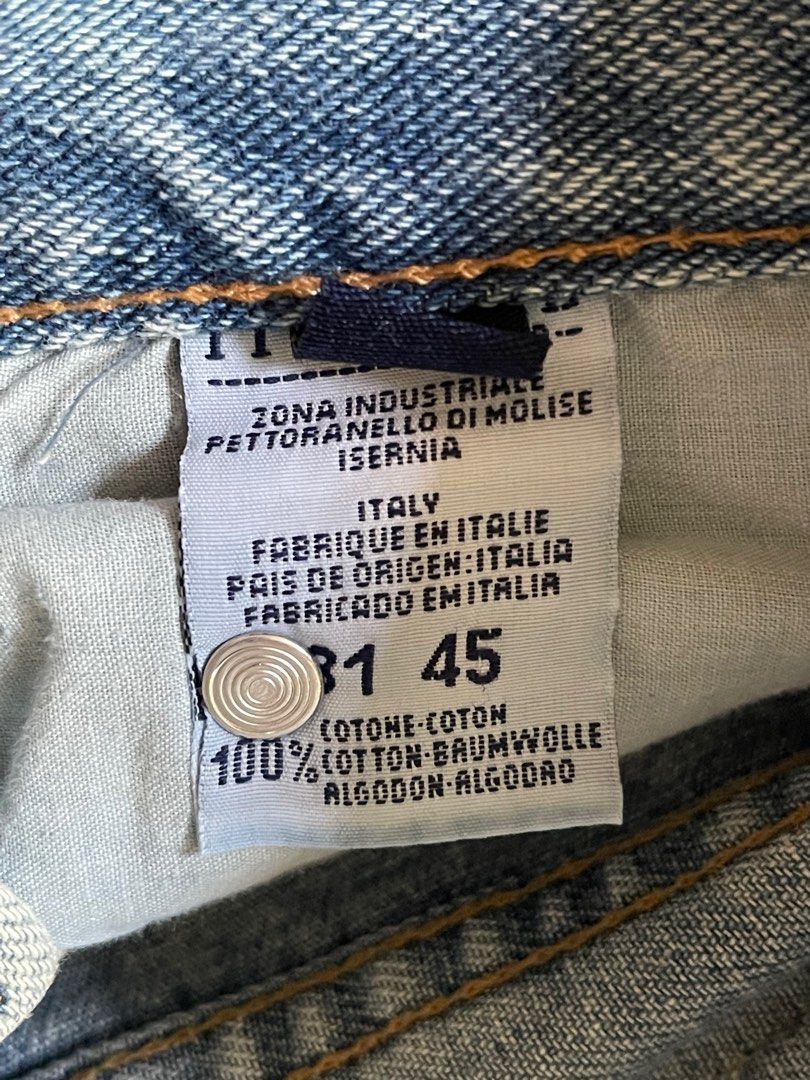 ZONA INDUSTRIALE
PETTORANELLO DI MOLISE
ISERNIA
ITALY
FABRIQUE EN ITALIE
PAIS DE ORIGEN:ITALIA
FABRICADO EM ITALIA
31 45
COTONE-COTON
100% COTTON-BAUMWOLLE
ALGODON-ALGODAO